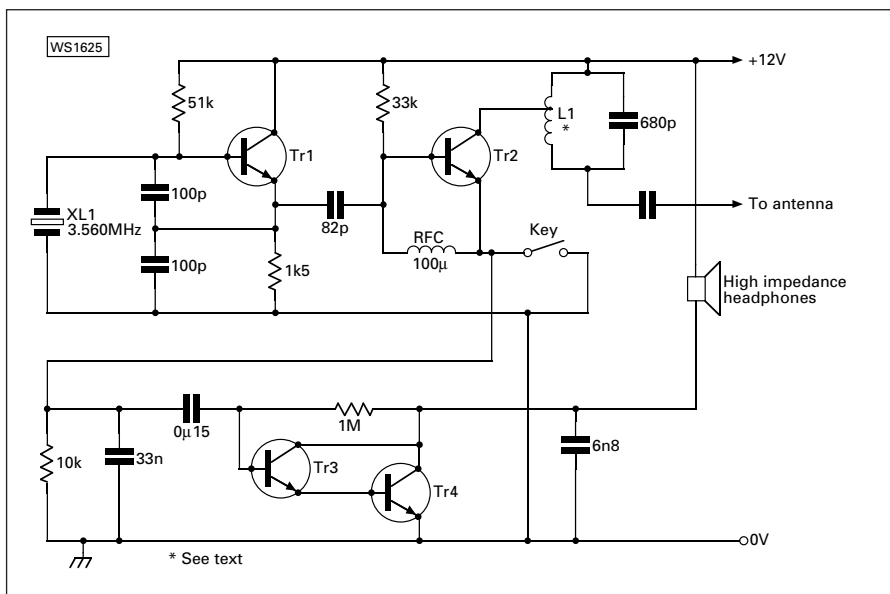 WS1625
+12V
51k
33k
L1
*
680p
Tr1
Tr2
100p
XL1
3.560MHz
82p
To antenna
RFC
100μ
Key
100p
1k5
High impedance
headphones
1M
0μ15
6n8
10k
33n
Tr3
Tr4
0V
* See text